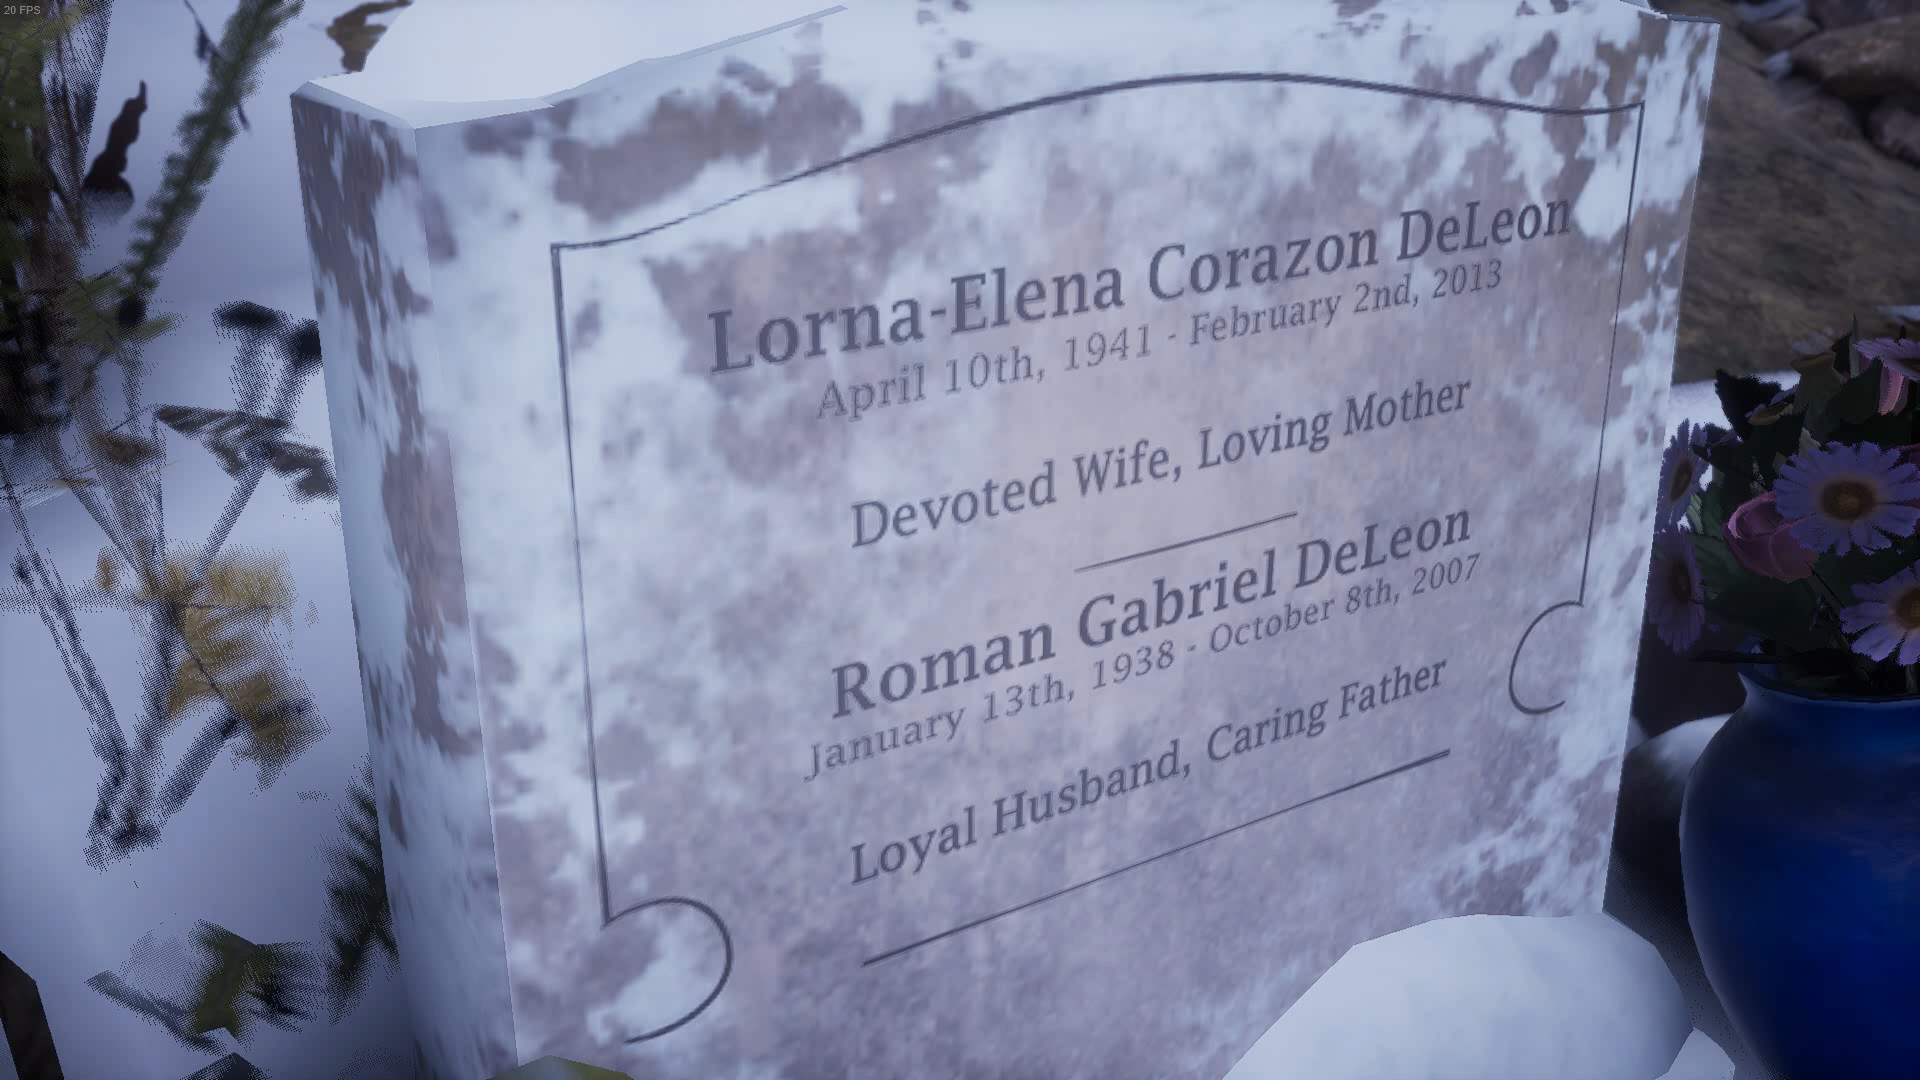 20 FPS
Lorna-Elena Corazon DeLeon
April 10th, 1941 - February 2nd, 2013
Devoted Wife, Loving Mother
Roman Gabriel DeLeon
January 13th, 1938 - October 8th, 2007
Loyal Husband, Caring Father